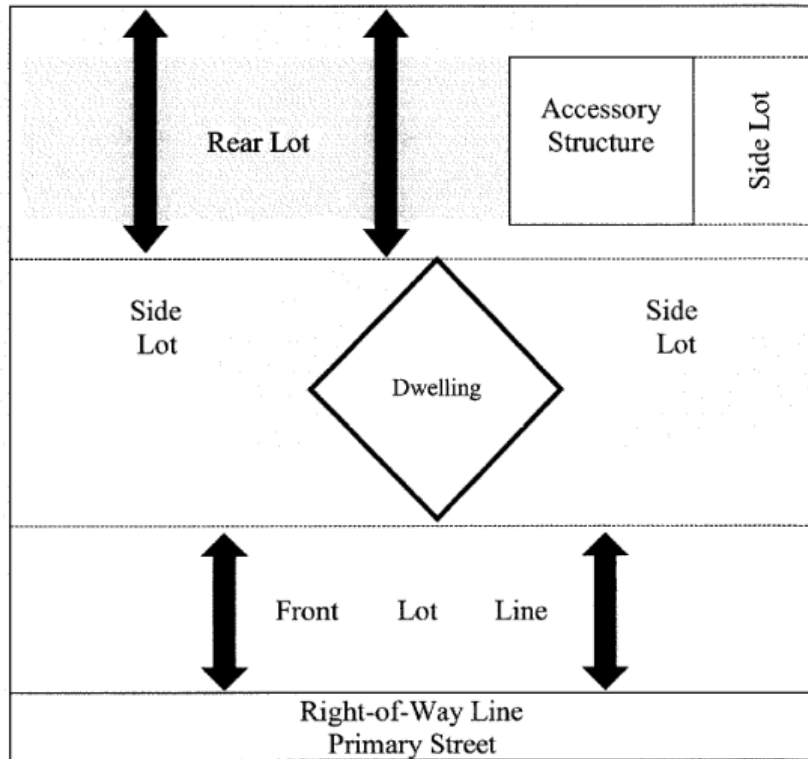 Rear Lot
Accessory
Structure
Side Lot
Side
Lot
Dwelling
Side
Lot
Front Lot Line
Right-of-Way Line
Primary Street